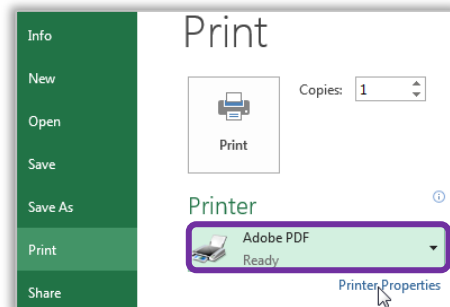 Info
New
Open
Save
Save As
Print
Share
Print
Copies: 1
Print
Printer
Adobe PDF
Ready
Printer Properties